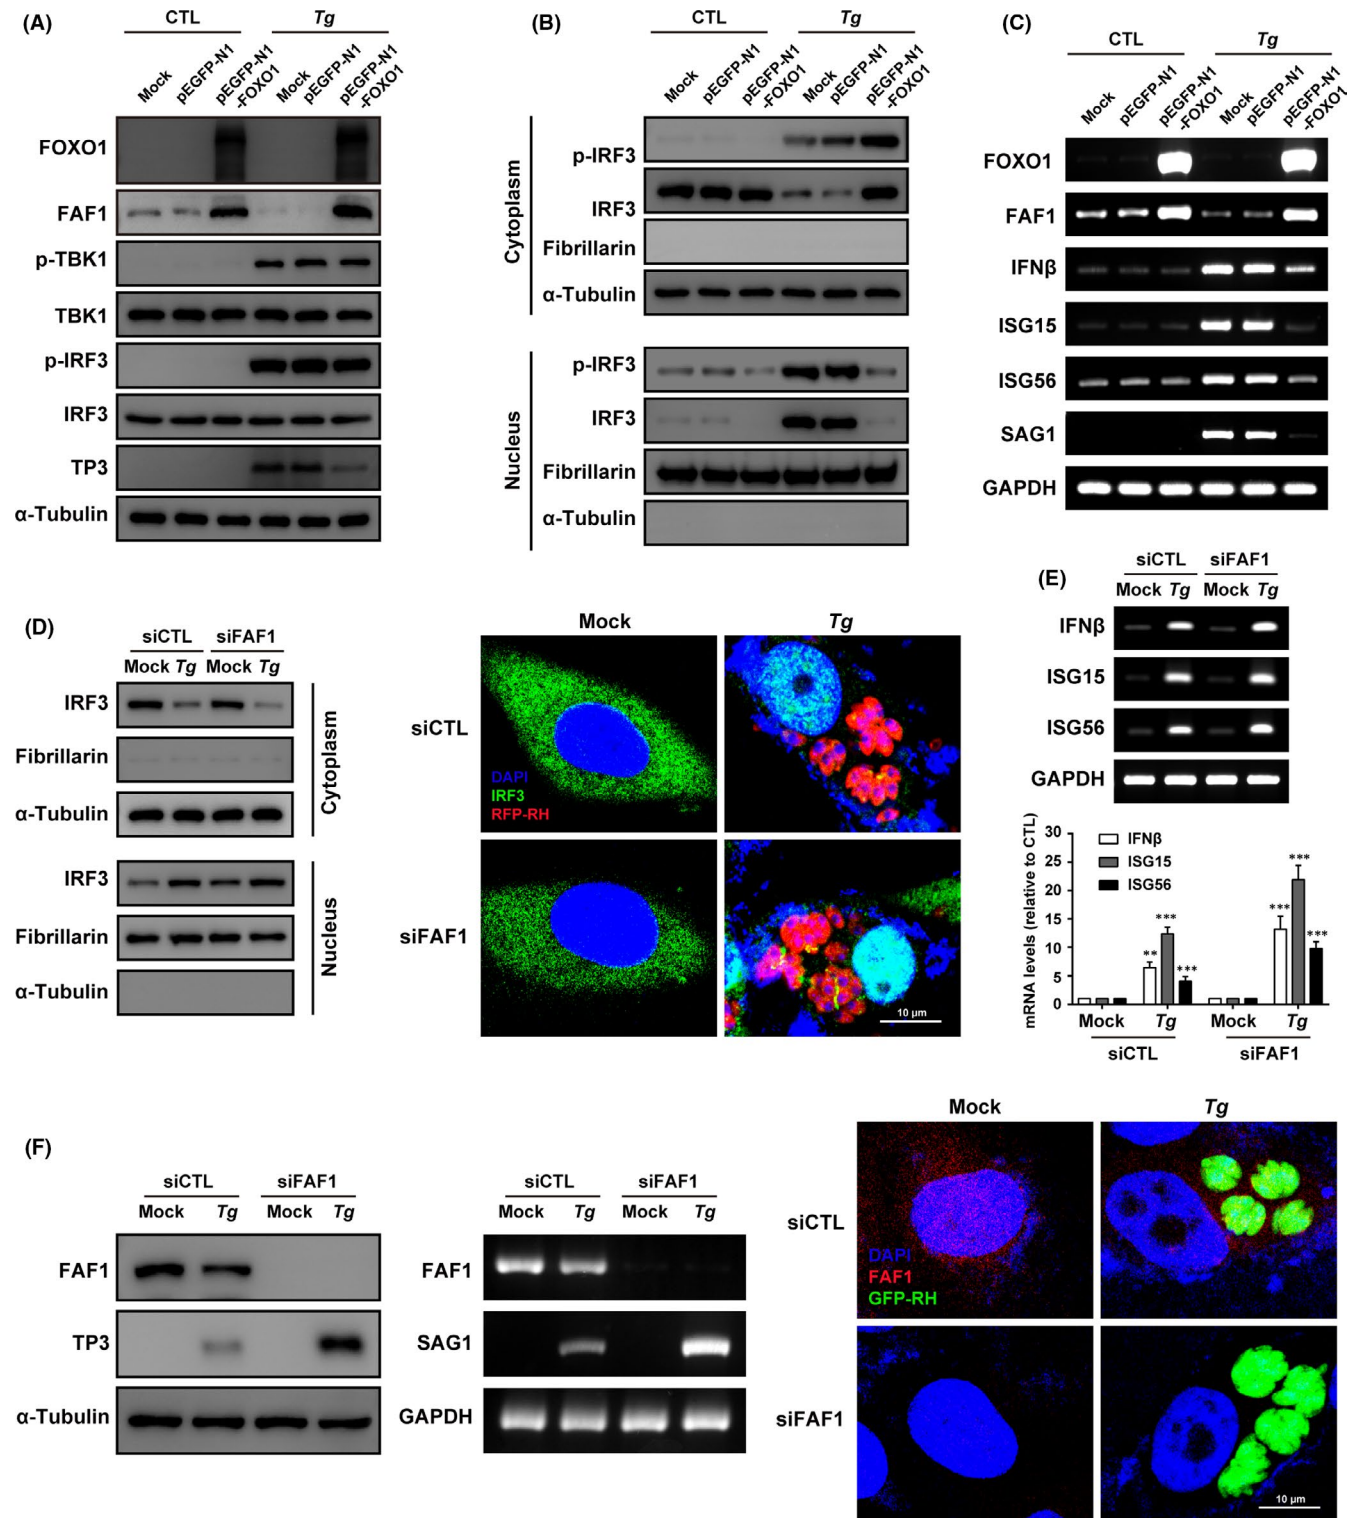 (A)
CTL Tg
Mock pEGFP-N1 pEGFP-N1 -FOXO1 Mock pEGFP-N1 pEGFP-N1 -FOXO1
FOXO1
FAF1
p-TBK1
TBK1
p-IRF3
IRF3
TP3
α-Tubulin
(B)
CTL Tg
Mock pEGFP-N1 pEGFP-N1 -FOXO1 Mock pEGFP-N1 pEGFP-N1 -FOXO1
Cytoplasm
p-IRF3
IRF3
Fibrillarin
α-Tubulin
Nucleus
p-IRF3
IRF3
Fibrillarin
α-Tubulin
(C)
CTL Tg
Mock pEGFP-N1 pEGFP-N1 -FOXO1 Mock pEGFP-N1 pEGFP-N1 -FOXO1
FOXO1
FAF1
IFNβ
ISG15
ISG56
SAG1
GAPDH
(D)
siCTL siFAF1
Mock Tg Mock Tg
IRF3
Fibrillarin
α-Tubulin
Cytoplasm
IRF3
Fibrillarin
α-Tubulin
Nucleus
Mock Tg
siCTL
DAPI
IRF3
RFP-RH
siFAF1
10 µm
(E)
siCTL siFAF1
Mock Tg Mock Tg
IFNβ
ISG15
ISG56
GAPDH
mRNA levels (relative to CTL)
30
25
20
15
10
5
0
IFNβ
ISG15
ISG56
** *** *** *** *** ***
Mock Tg Mock Tg
siCTL siFAF1
(F)
siCTL siFAF1
Mock Tg Mock Tg
FAF1
TP3
α-Tubulin
siCTL siFAF1
Mock Tg Mock Tg
FAF1
SAG1
GAPDH
Mock Tg
siCTL
DAPI
FAF1
GFP-RH
siFAF1
10 µm